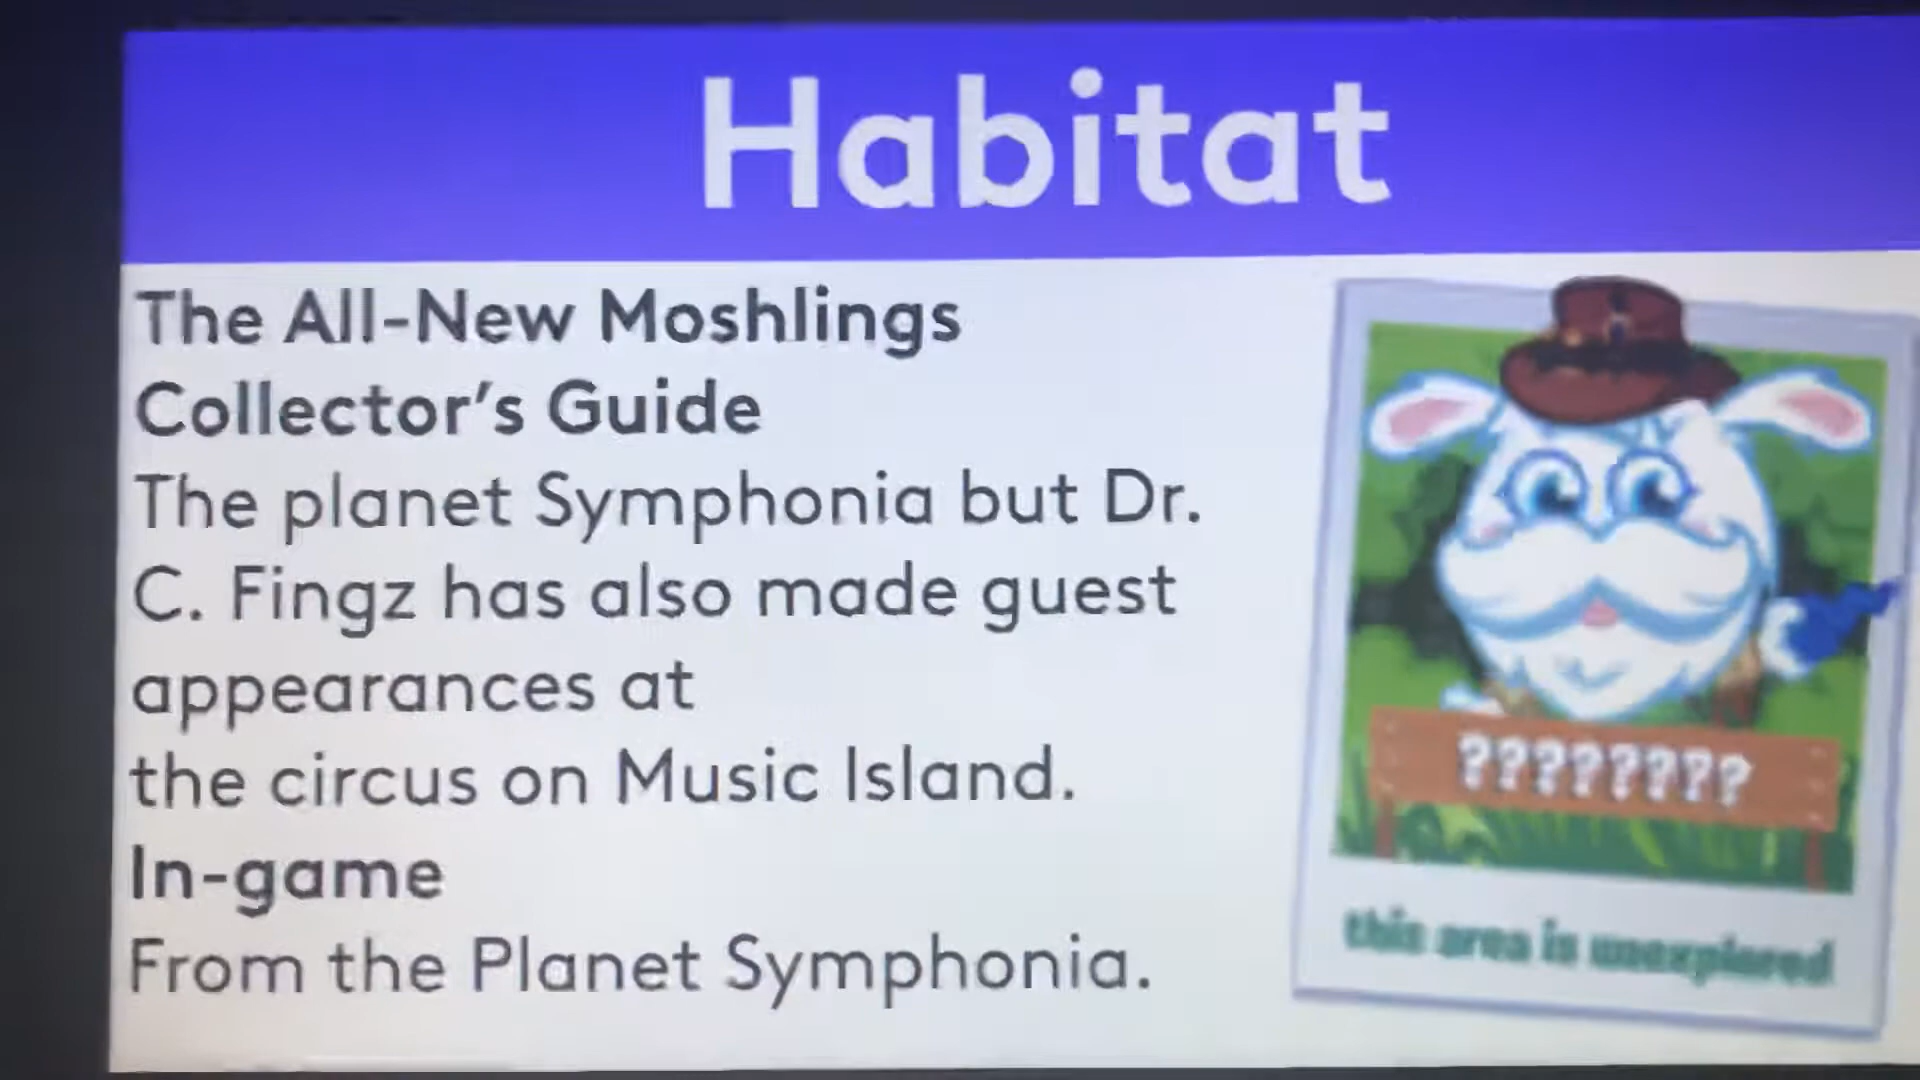 Habitat
The All-New Moshlings
Collector's Guide
The planet Symphonia but Dr.
C. Fingz has also made guest
appearances at
the circus on Music Island.
In-game
From the Planet Symphonia.
????????
this area is unexplored